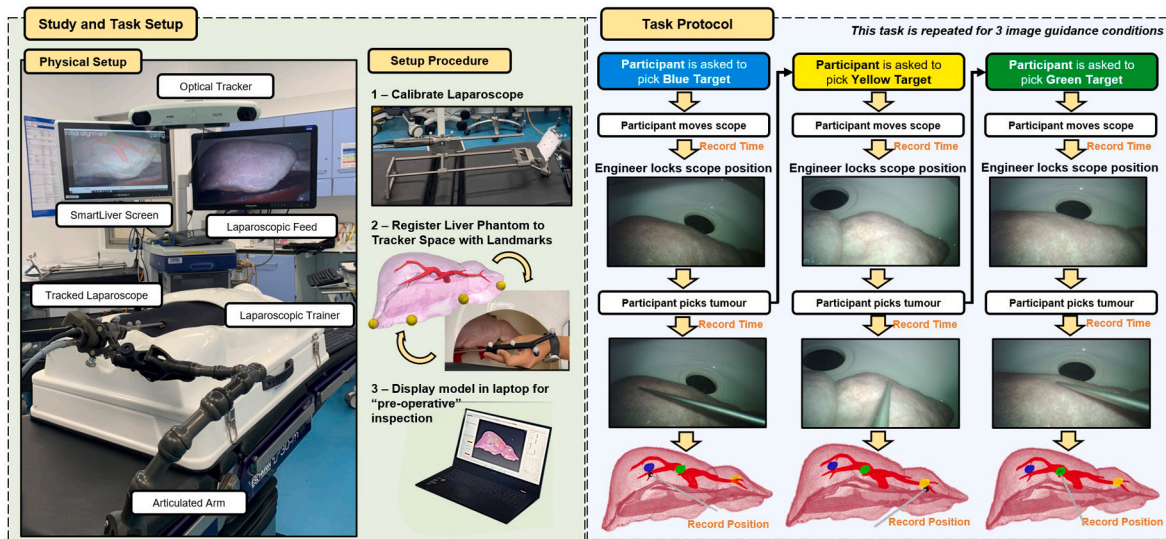 Study and Task Setup
Physical Setup
Optical Tracker
Initial alignment
config
SmartLiver Screen
Laparoscopic Feed
Tracked Laparoscope
Laparoscopic Trainer
Articulated Arm
Setup Procedure
1 – Calibrate Laparoscope
2 – Register Liver Phantom to
Tracker Space with Landmarks
3 – Display model in laptop for
“pre-operative”
inspection
Task Protocol
This task is repeated for 3 image guidance conditions
Participant is asked to
pick Blue Target
Participant moves scope
Record Time
Engineer locks scope position
Participant picks tumour
Record Time
Record Position
Participant is asked to
pick Yellow Target
Participant moves scope
Record Time
Engineer locks scope position
Participant picks tumour
Record Time
Record Position
Participant is asked to
pick Green Target
Participant moves scope
Record Time
Engineer locks scope position
Participant picks tumour
Record Time
Record Position